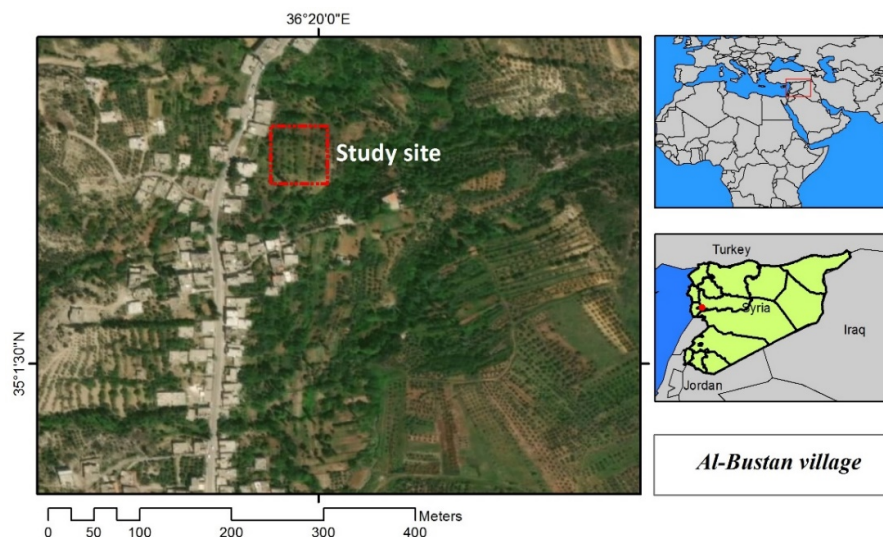 36°20'0"E
Study site
35°1'30"N
Meters
0 50 100 200 300 400
Turkey
Syria
Iraq
Jordan
Al-Bustan village